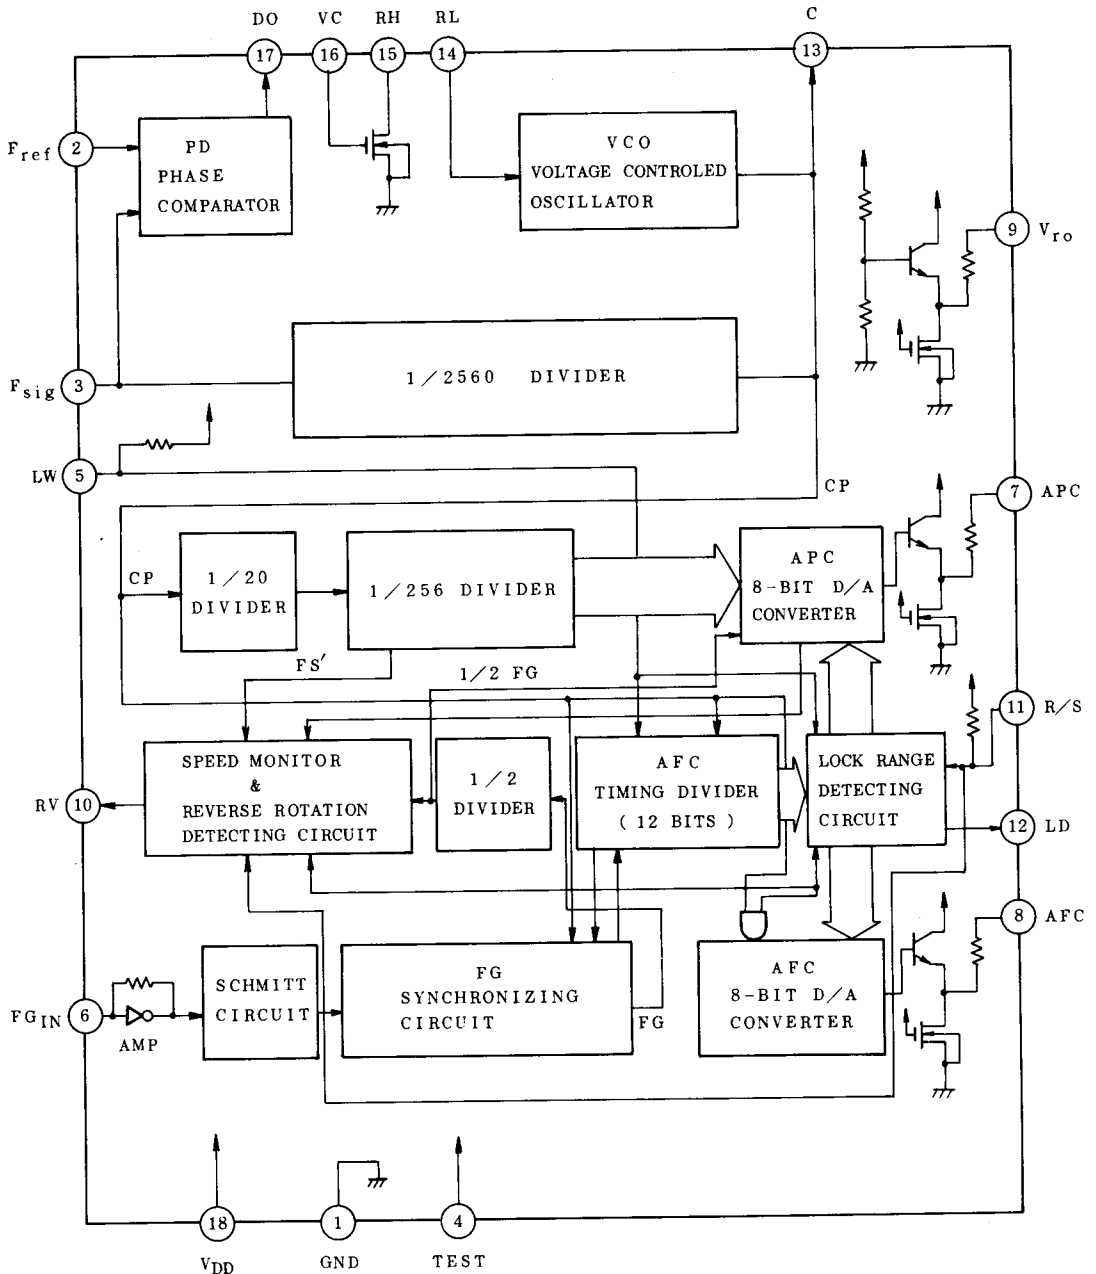 DO VC RH RL C
17 16 15 14 13
Fref 2
PD
PHASE
COMPARATOR
VCO
VOLTAGE CONTROLED
OSCILLATOR
9 Vro
Fsig 3
1/2560 DIVIDER
LW 5
CP
7 APC
CP
1/20
DIVIDER
1/256 DIVIDER
APC
8-BIT D/A
CONVERTER
FS'
1/2 FG
11 R/S
SPEED MONITOR
&
REVERSE ROTATION
DETECTING CIRCUIT
1/2
DIVIDER
AFC
TIMING DIVIDER
(12 BITS)
LOCK RANGE
DETECTING
CIRCUIT
RV 10
12 LD
8 AFC
SCHMITT
CIRCUIT
FG
SYNCHRONIZING
CIRCUIT
AFC
8-BIT D/A
CONVERTER
FGIN 6
AMP
FG
18 1 4
VDD GND TEST